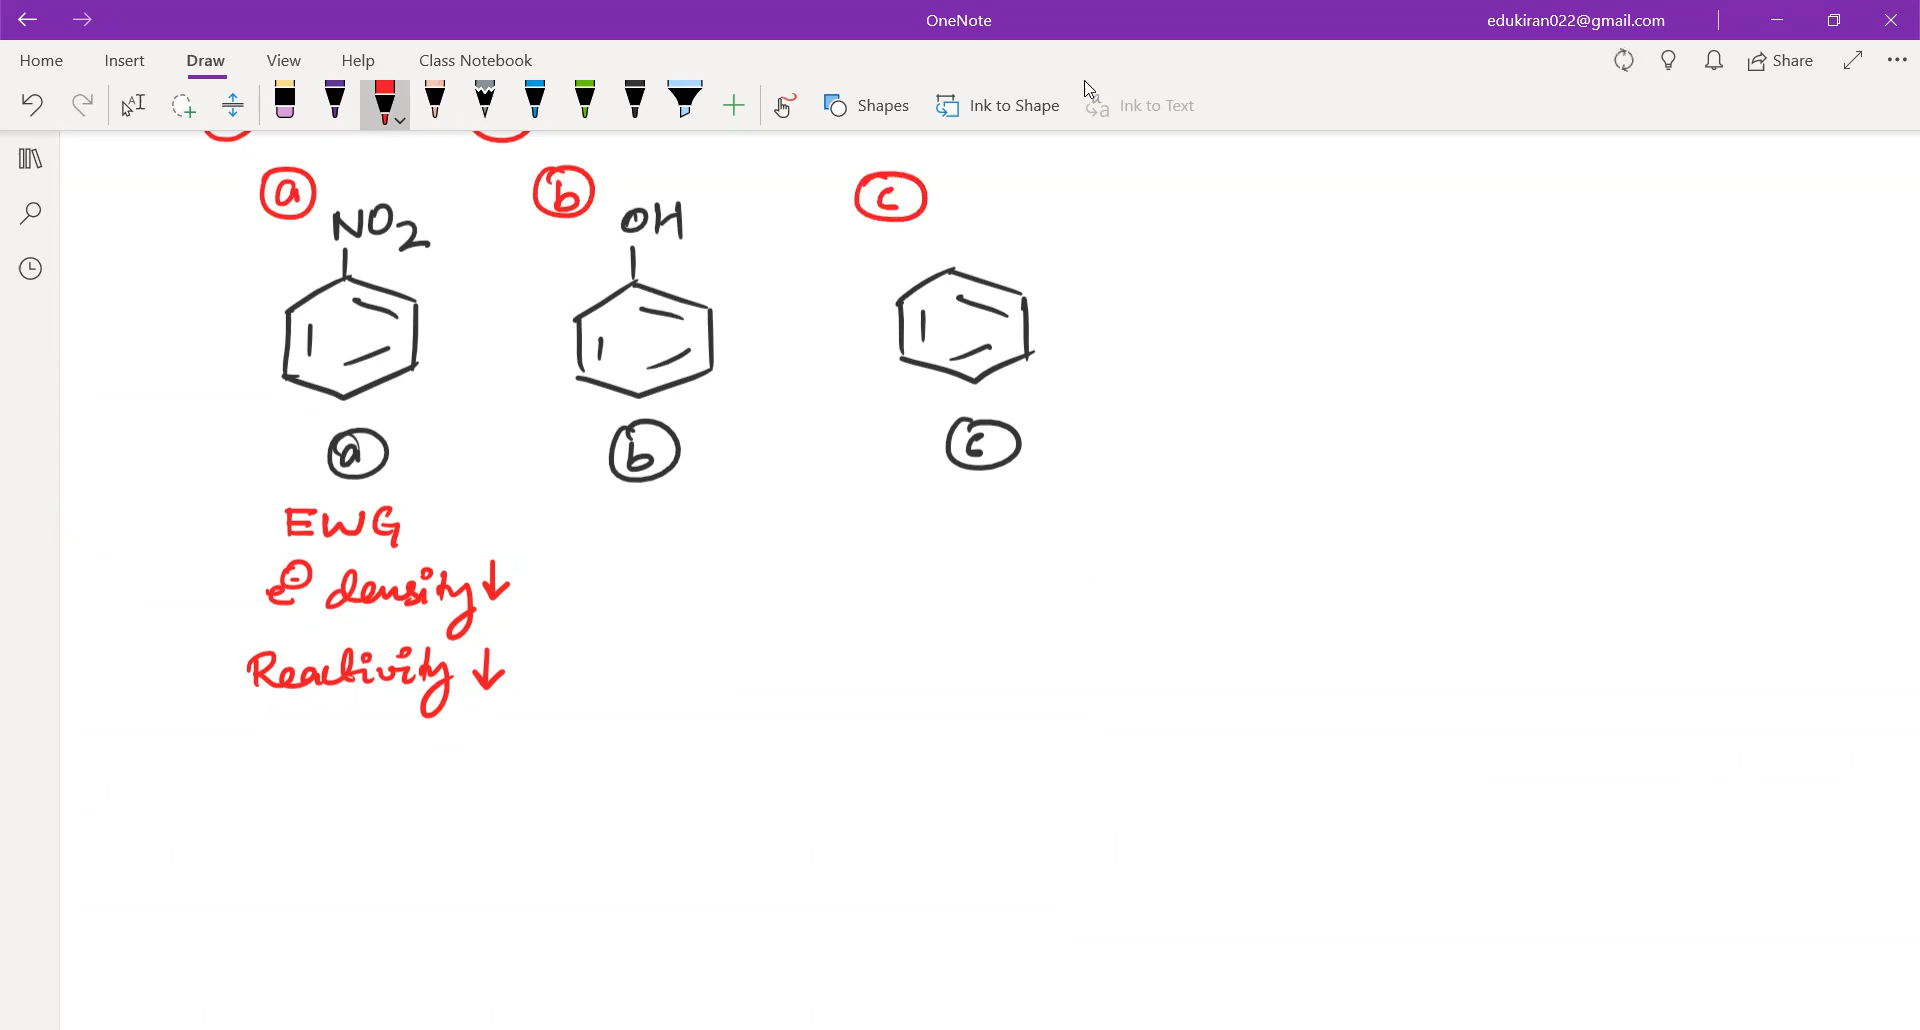 OneNote
edukiran022@gmail.com
Home Insert Draw View Help Class Notebook
Share
Shapes Ink to Shape Ink to Text
a b c
NO2 OH
a b c
EWG
e⊖ density ↓
Reactivity ↓